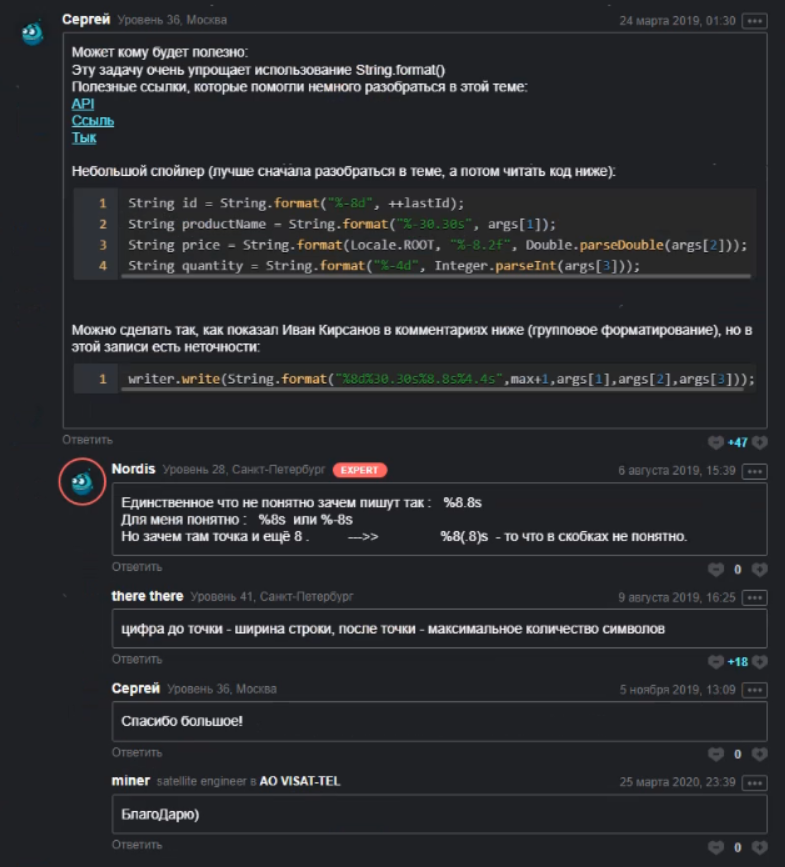 Сергей Уровень 36, Москва 24 марта 2019, 01:30
Может кому будет полезно:
Эту задачу очень упрощает использование String.format()
Полезные ссылки, которые помогли немного разобраться в этой теме:
API
Ссыль
Тык
Небольшой спойлер (лучше сначала разобраться в теме, а потом читать код ниже):
1 String id = String.format("%-8d", ++lastId);
2 String productName = String.format("%-30.30s", args[1]);
3 String price = String.format(Locale.ROOT, "%-8.2f", Double.parseDouble(args[2]));
4 String quantity = String.format("%-4d", Integer.parseInt(args[3]));
Можно сделать так, как показал Иван Кирсанов в комментариях ниже (групповое форматирование), но в
этой записи есть неточности:
1 writer.write(String.format("%8d%30.30s%8.8s%4.4s",max+1,args[1],args[2],args[3]));
Ответить +47
Nordis Уровень 28, Санкт-Петербург EXPERT 6 августа 2019, 15:39
Единственное что не понятно зачем пишут так : %8.8s
Для меня понятно : %8s или %-8s
Но зачем там точка и ещё 8 . --->> %8(.8)s - то что в скобках не понятно.
Ответить 0
there there Уровень 41, Санкт-Петербург 9 августа 2019, 16:25
цифра до точки - ширина строки, после точки - максимальное количество символов
Ответить +18
Сергей Уровень 36, Москва 5 ноября 2019, 13:09
Спасибо большое!
Ответить 0
miner satellite engineer в АО VISAT-TEL 25 марта 2020, 23:39
БлагоДарю)
Ответить 0